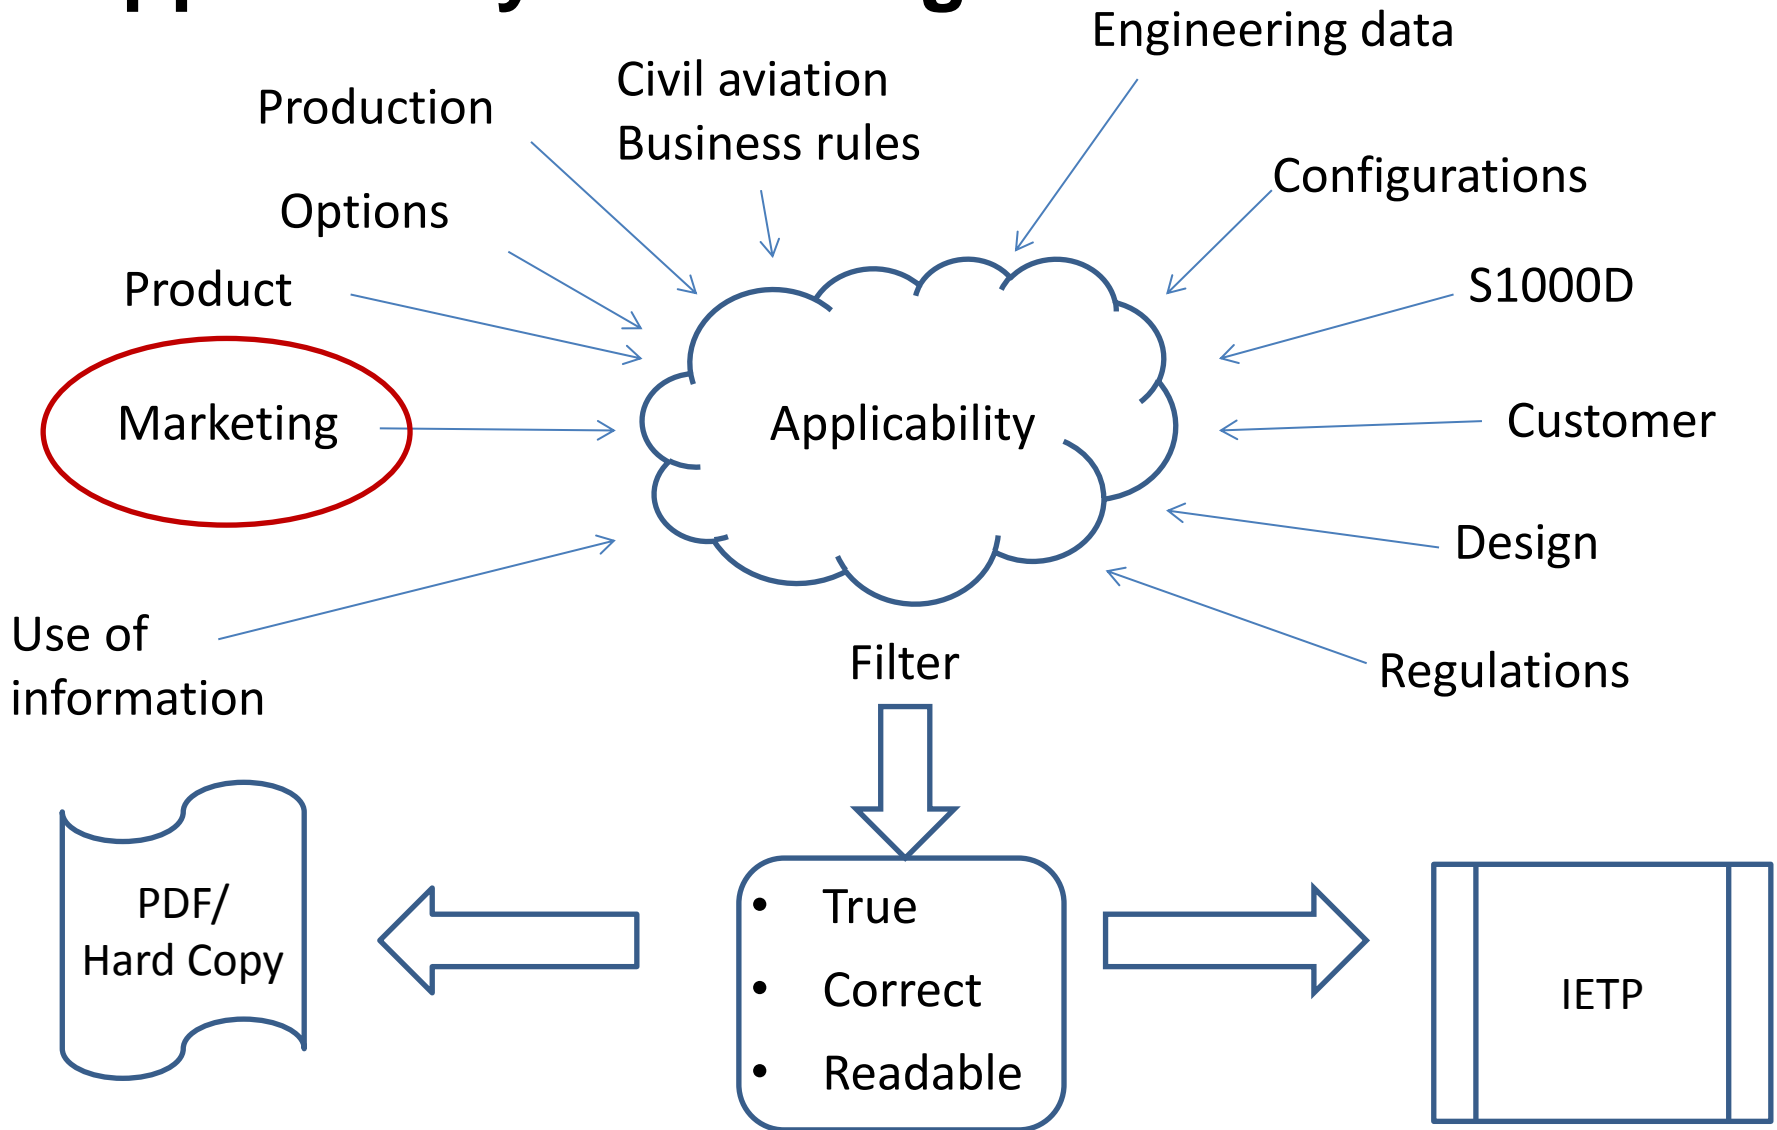 Engineering data
Civil aviation
Business rules
Production
Configurations
Options
Product
S1000D
Marketing
Applicability
Customer
Design
Use of
information
Filter
Regulations
PDF/
Hard Copy
• True
• Correct
• Readable
IETP